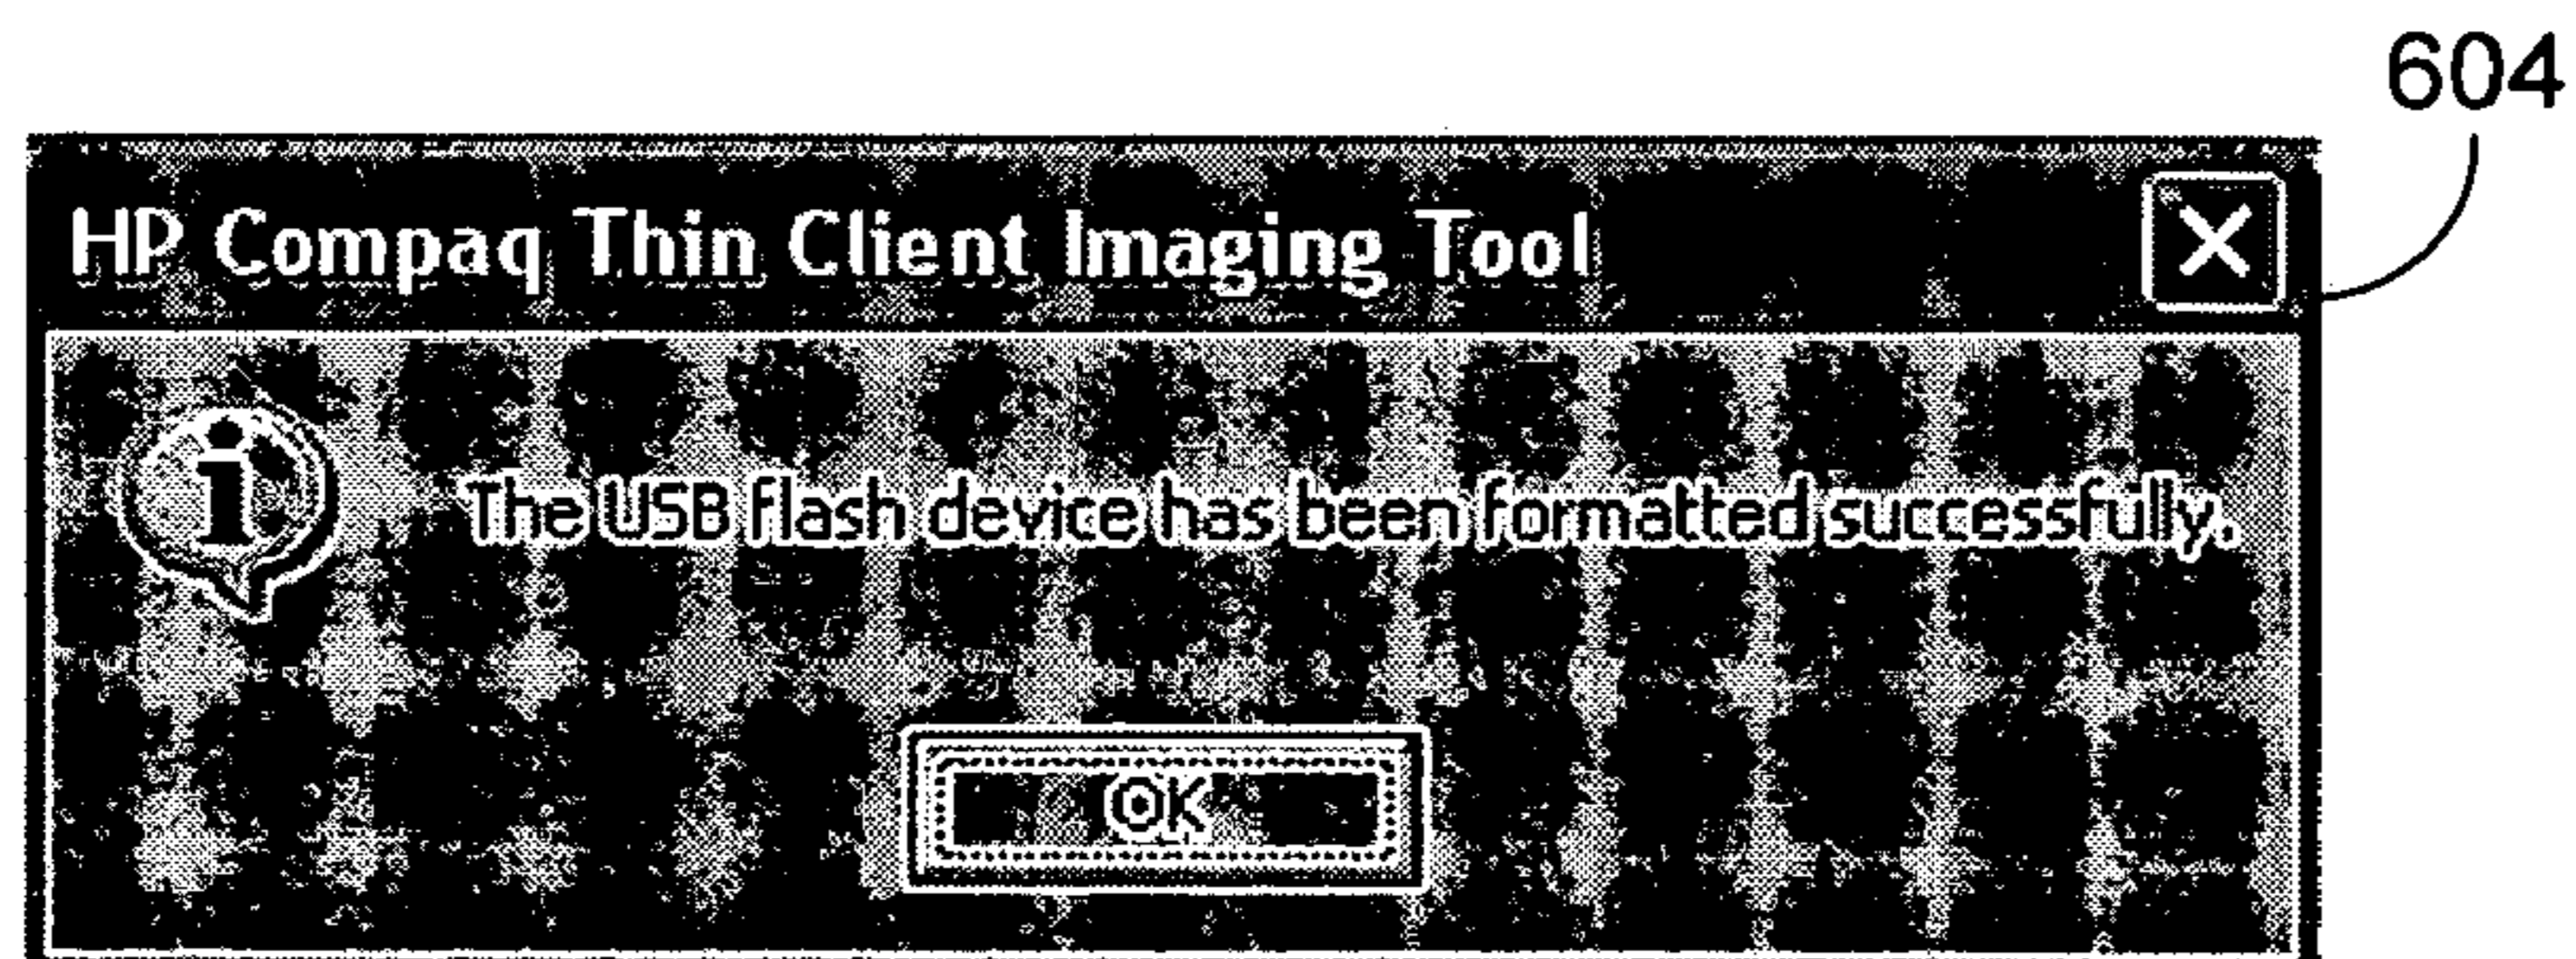 604
HP Compaq Thin Client Imaging Tool
The USB flash device has been formatted successfully.
OK